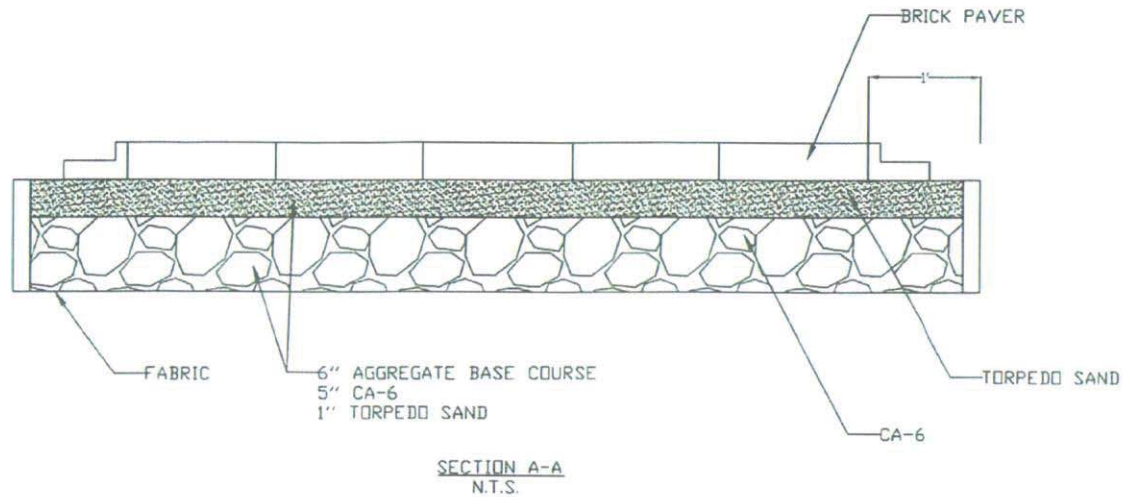 BRICK PAVER
1'
FABRIC
6" AGGREGATE BASE COURSE
5" CA-6
1" TORPEDO SAND
TORPEDO SAND
CA-6
SECTION A-A
N.T.S.